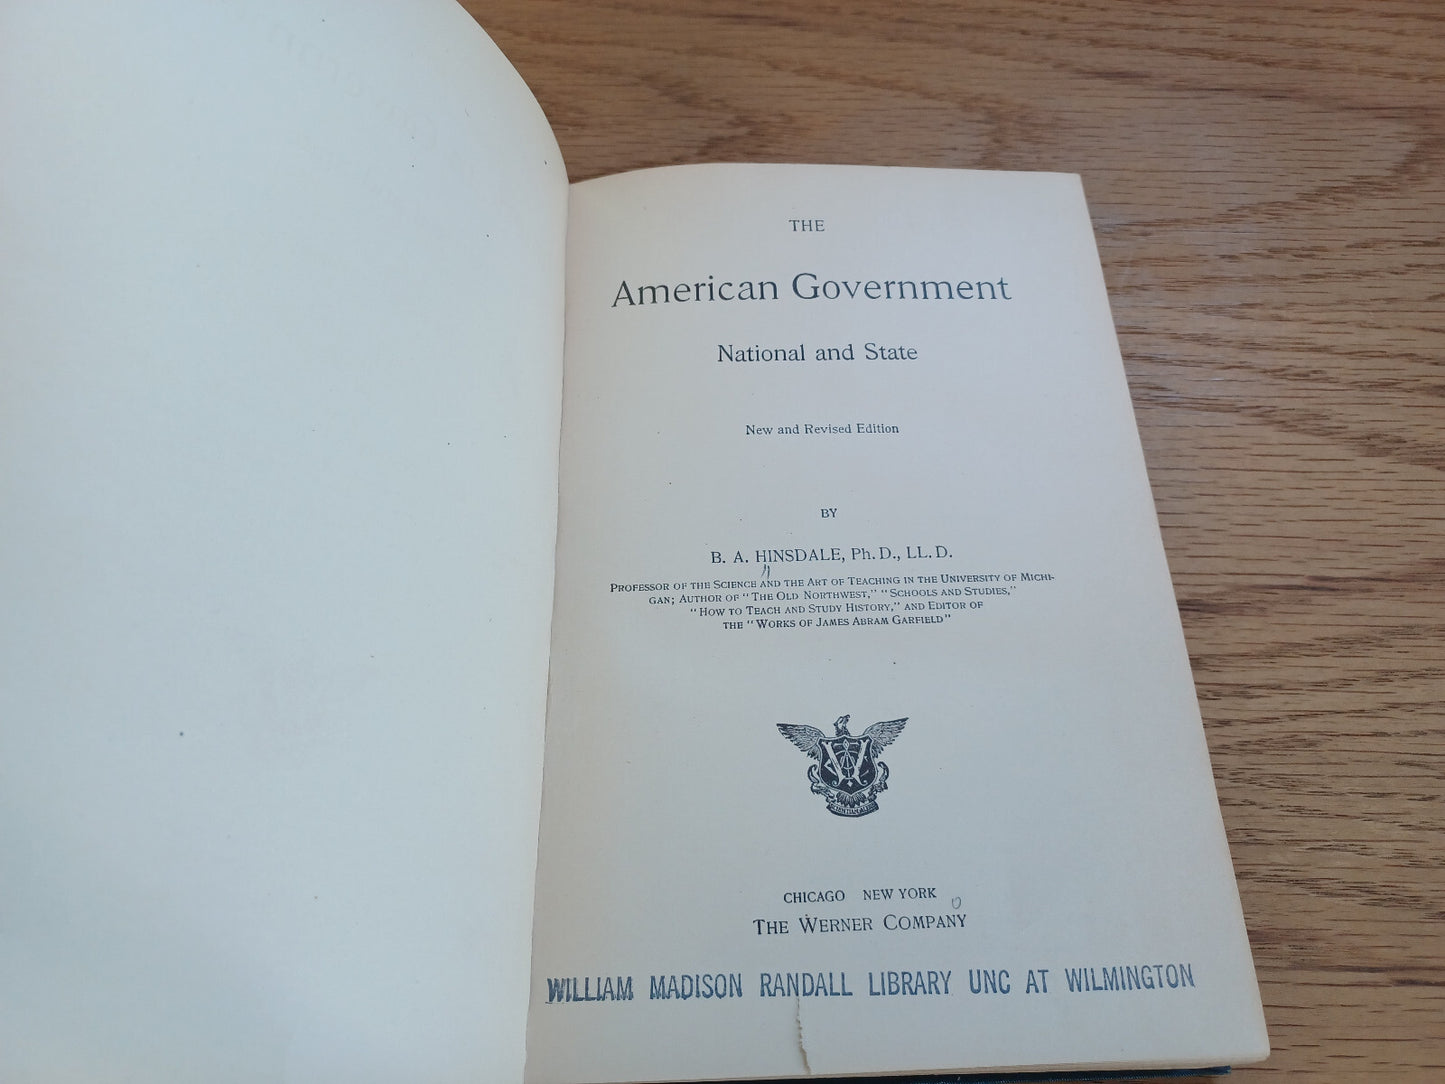 THE
American Government
National and State
New and Revised Edition
BY
B. A. HINSDALE, Ph.D., LL.D.
PROFESSOR OF THE SCIENCE AND THE ART OF TEACHING IN THE UNIVERSITY OF MICHI-
GAN; AUTHOR OF "THE OLD NORTHWEST," "SCHOOLS AND STUDIES,"
"HOW TO TEACH AND STUDY HISTORY," AND EDITOR OF
THE "WORKS OF JAMES ABRAM GARFIELD"
W
CHICAGO NEW YORK
THE WERNER COMPANY
WILLIAM MADISON RANDALL LIBRARY UNC AT WILMINGTON